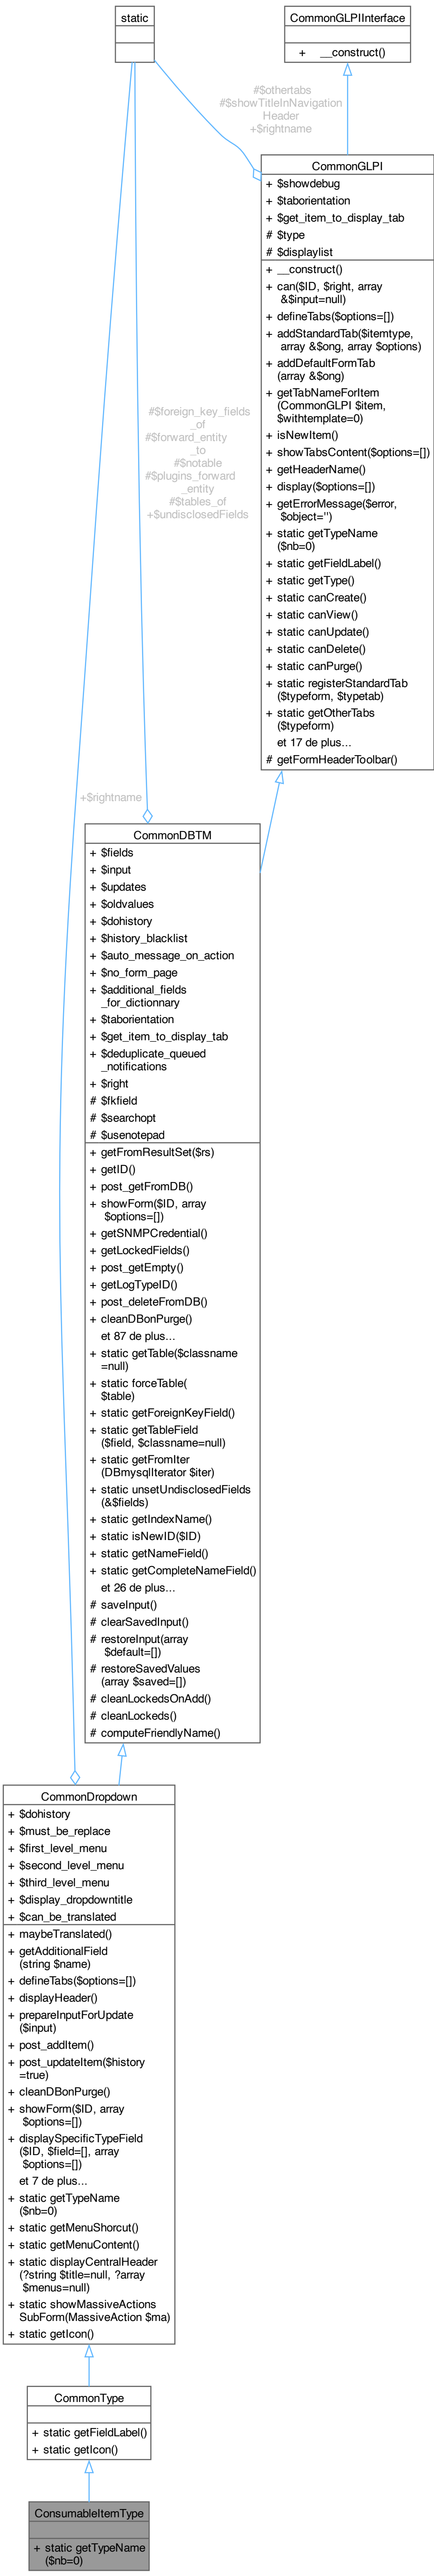 static
CommonGLPIInterface
+ __construct()
#$othertabs
#$showTitleInNavigation
Header
+$rightname
CommonGLPI
+ $showdebug
+ $taborientation
+ $get_item_to_display_tab
# $type
# $displaylist
+ __construct()
+ can($ID, $right, array
&$input=null)
+ defineTabs($options=[])
+ addStandardTab($itemtype,
array &$ong, array $options)
+ addDefaultFormTab
(array &$ong)
+ getTabNameForItem
(CommonGLPI $item,
$withtemplate=0)
+ isNewItem()
+ showTabsContent($options=[])
+ getHeaderName()
+ display($options=[])
+ getErrorMessage($error,
$object='')
+ static getTypeName
($nb=0)
+ static getFieldLabel()
+ static getType()
+ static canCreate()
+ static canView()
+ static canUpdate()
+ static canDelete()
+ static canPurge()
+ static registerStandardTab
($typeform, $typetab)
+ static getOtherTabs
($typeform)
et 17 de plus...
# getFormHeaderToolbar()
#$foreign_key_fields
_of
#$forward_entity
_to
#$notable
#$plugins_forward
_entity
#$tables_of
+$undisclosedFields
+$rightname
CommonDBTM
+ $fields
+ $input
+ $updates
+ $oldvalues
+ $dohistory
+ $history_blacklist
+ $auto_message_on_action
+ $no_form_page
+ $additional_fields
_for_dictionnary
+ $taborientation
+ $get_item_to_display_tab
+ $deduplicate_queued
_notifications
+ $right
# $fkfield
# $searchopt
# $usenotepad
+ getFromResultSet($rs)
+ getID()
+ post_getFromDB()
+ showForm($ID, array
$options=[])
+ getSNMPCredential()
+ getLockedFields()
+ post_getEmpty()
+ getLogTypeID()
+ post_deleteFromDB()
+ cleanDBonPurge()
et 87 de plus...
+ static getTable($classname
=null)
+ static forceTable(
$table)
+ static getForeignKeyField()
+ static getTableField
($field, $classname=null)
+ static getFromIter
(DBmysqlIterator $iter)
+ static unsetUndisclosedFields
(&$fields)
+ static getIndexName()
+ static isNewID($ID)
+ static getNameField()
+ static getCompleteNameField()
et 26 de plus...
# saveInput()
# clearSavedInput()
# restoreInput(array
$default=[])
# restoreSavedValues
(array $saved=[])
# cleanLockedsOnAdd()
# cleanLockeds()
# computeFriendlyName()
CommonDropdown
+ $dohistory
+ $must_be_replace
+ $first_level_menu
+ $second_level_menu
+ $third_level_menu
+ $display_dropdowntitle
+ $can_be_translated
+ maybeTranslated()
+ getAdditionalField
(string $name)
+ defineTabs($options=[])
+ displayHeader()
+ prepareInputForUpdate
($input)
+ post_addItem()
+ post_updateItem($history
=true)
+ cleanDBonPurge()
+ showForm($ID, array
$options=[])
+ displaySpecificTypeField
($ID, $field=[], array
$options=[])
et 7 de plus...
+ static getTypeName
($nb=0)
+ static getMenuShorcut()
+ static getMenuContent()
+ static displayCentralHeader
(?string $title=null, ?array
$menus=null)
+ static showMassiveActions
SubForm(MassiveAction $ma)
+ static getIcon()
CommonType
+ static getFieldLabel()
+ static getIcon()
ConsumableItemType
+ static getTypeName
($nb=0)